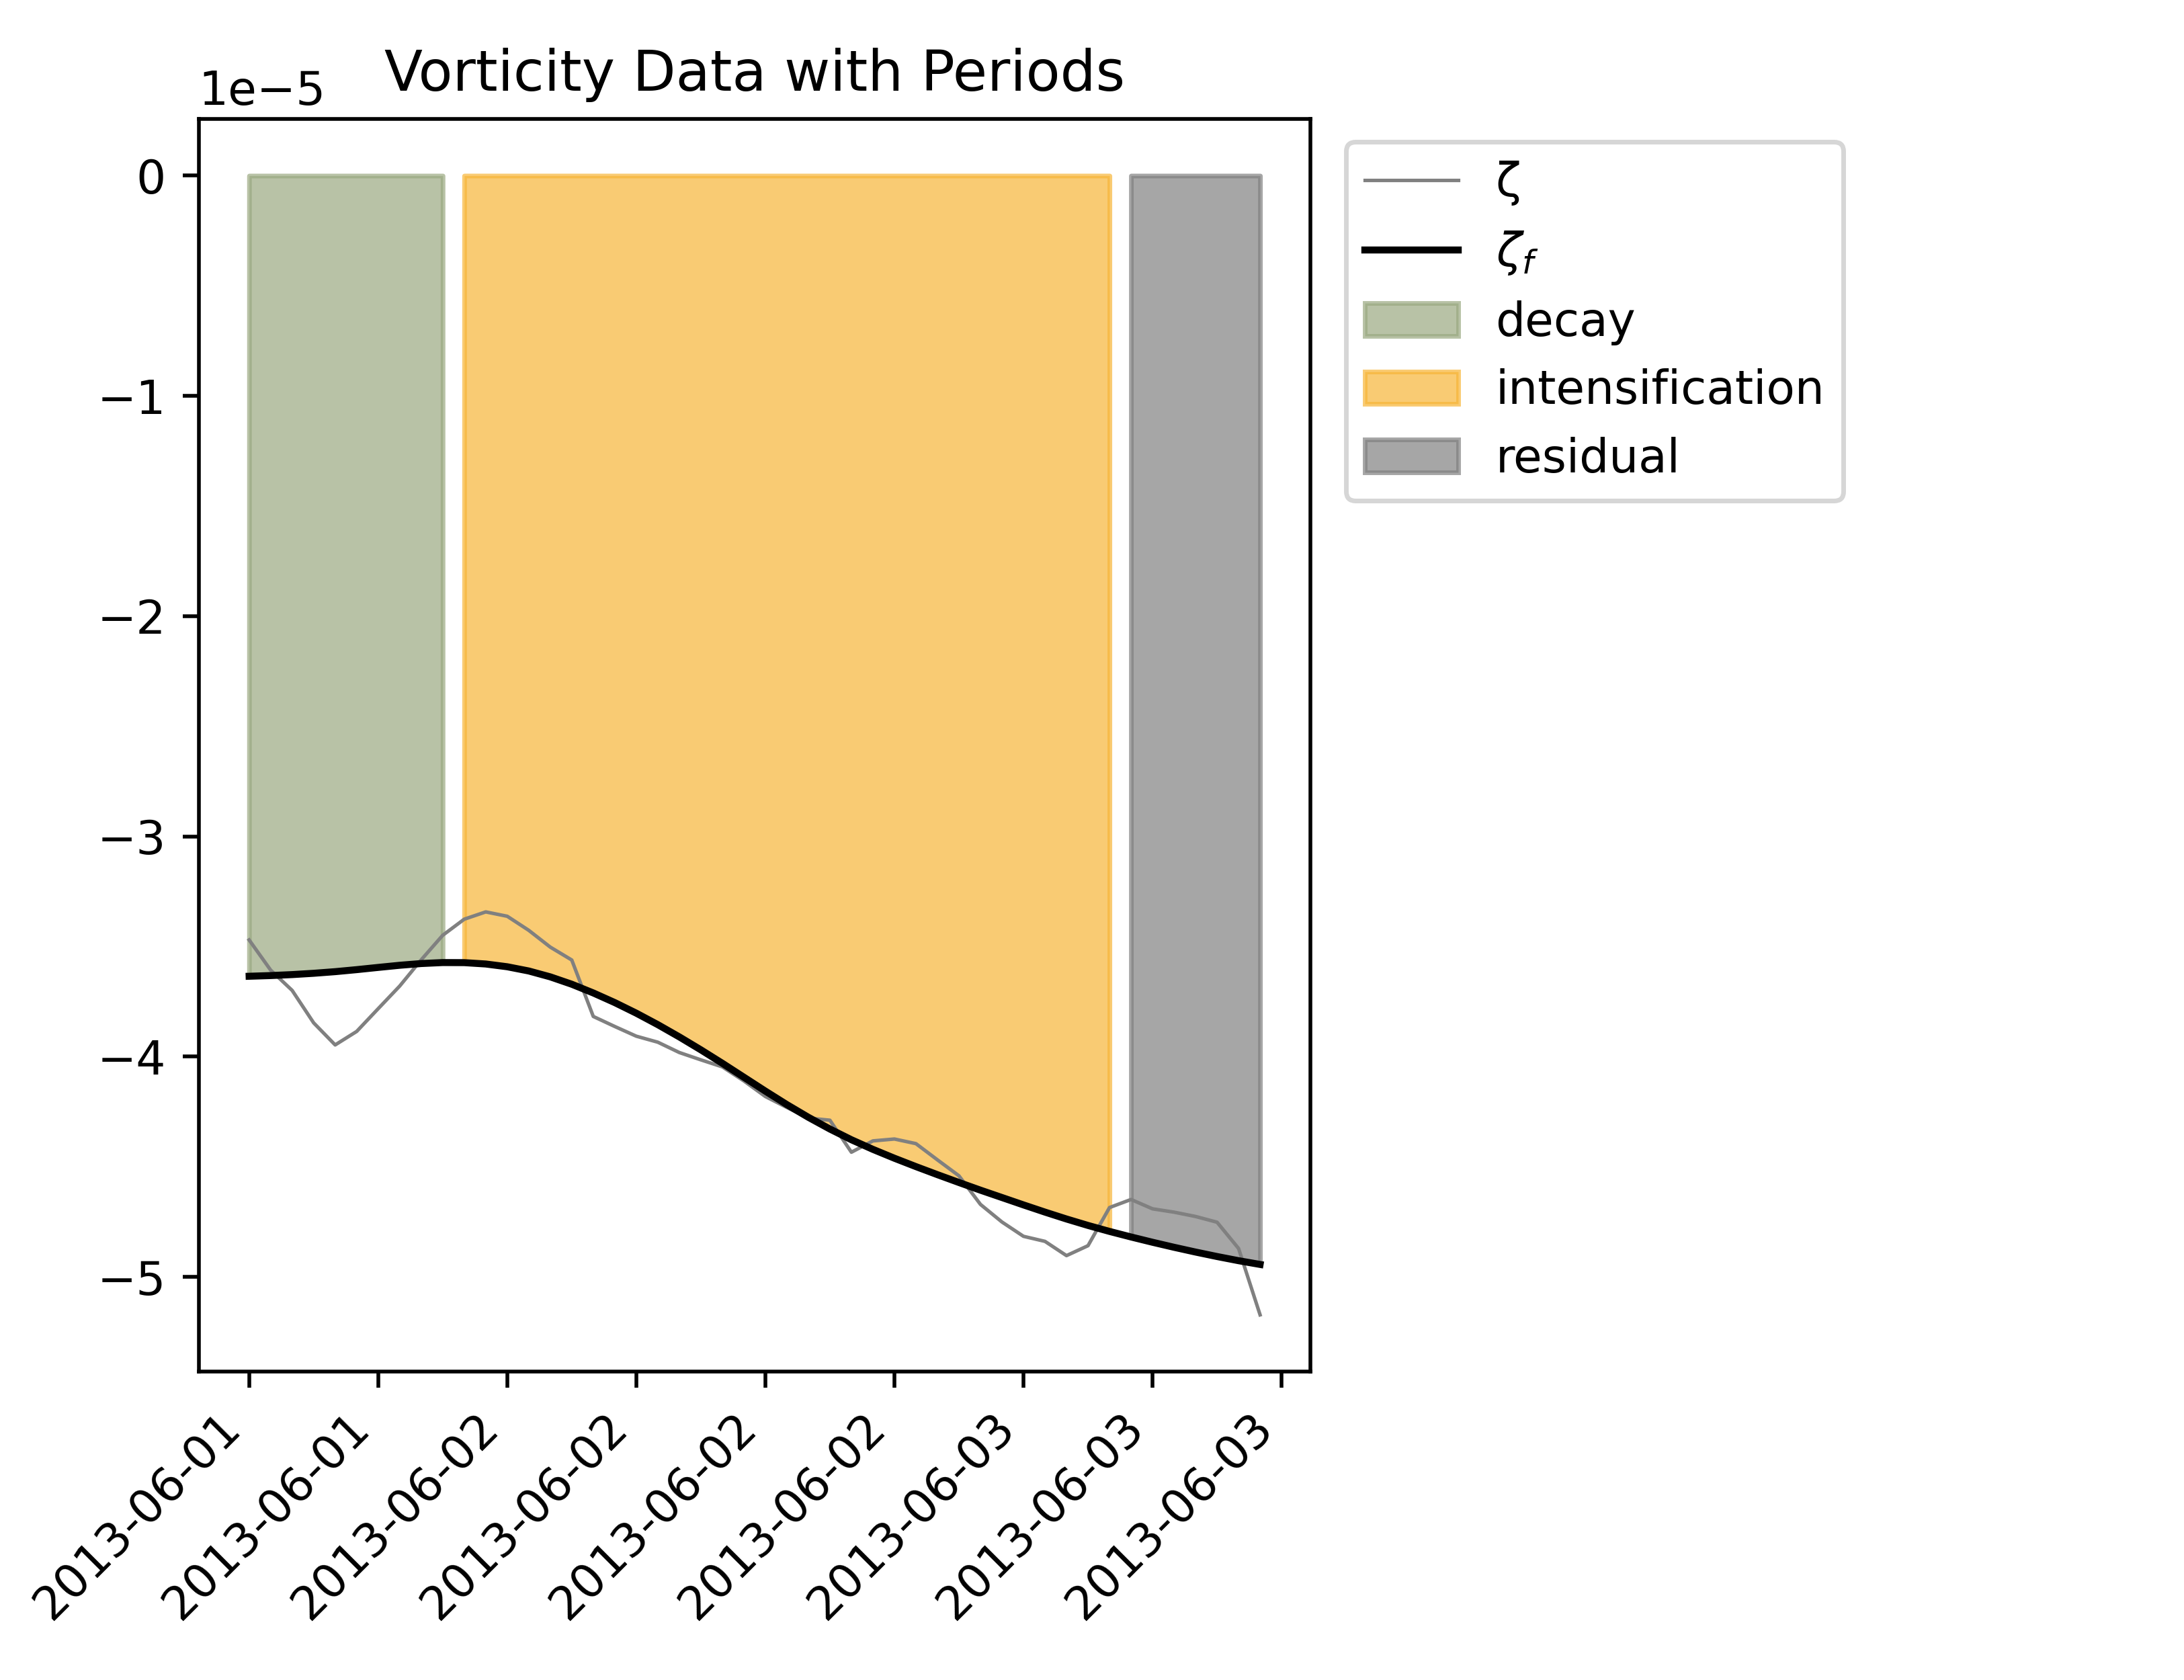 Vorticity Data with Periods
1e−5
0
−1
−2
−3
−4
−5
2013-06-01
2013-06-01
2013-06-02
2013-06-02
2013-06-02
2013-06-02
2013-06-03
2013-06-03
2013-06-03
ζ
ζf
decay
intensification
residual